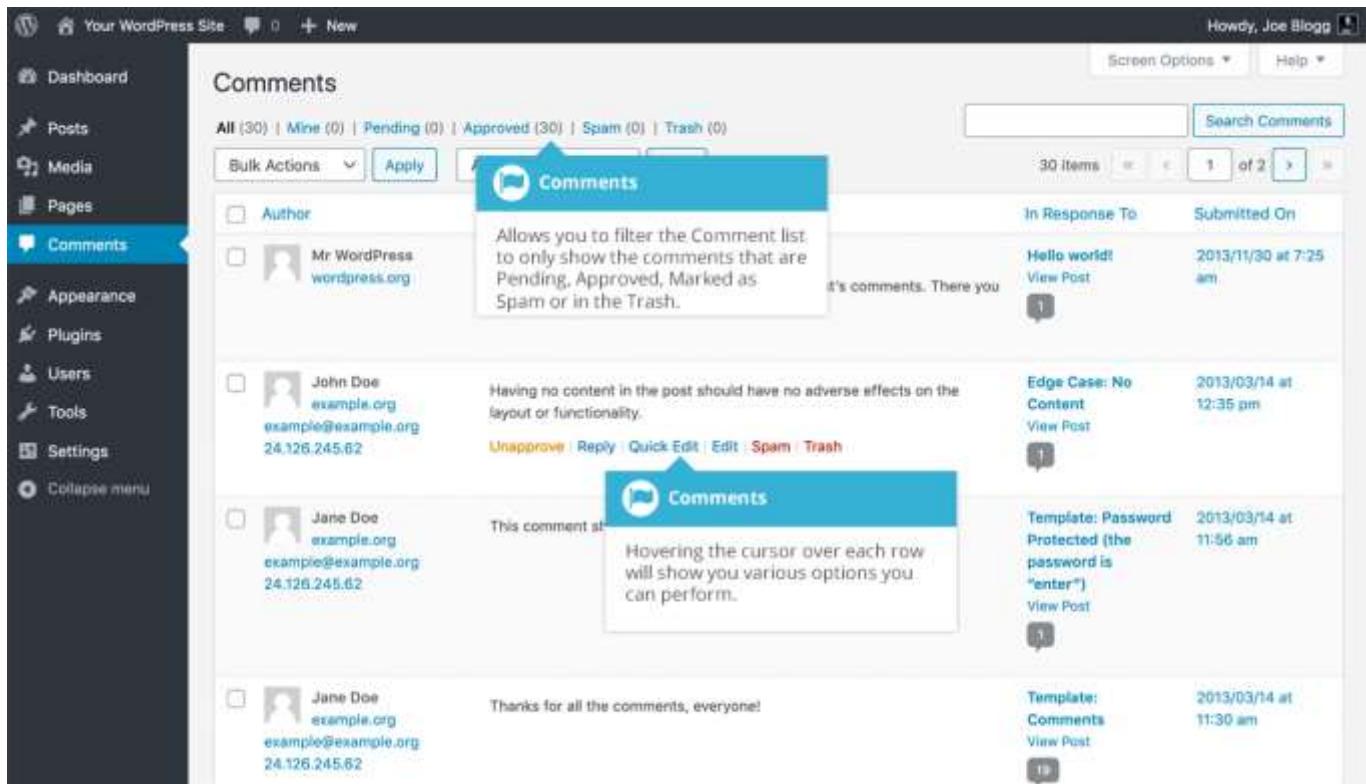 Your WordPress Site 0 + New Howdy, Joe Blogg
Screen Options Help
Dashboard
Posts
Media
Pages
Comments
Appearance
Plugins
Users
Tools
Settings
Collapse menu
Comments
All (30) | Mine (0) | Pending (0) | Approved (30) | Spam (0) | Trash (0)
Search Comments
Bulk Actions Apply
30 items « ‹ 1 of 2 › »
Comments
Allows you to filter the Comment list
to only show the comments that are
Pending, Approved, Marked as
Spam or in the Trash.
Author In Response To Submitted On
Mr WordPress
wordpress.org
t's comments. There you
Hello world!
View Post
1
2013/11/30 at 7:25
am
John Doe
example.org
example@example.org
24.126.245.62
Having no content in the post should have no adverse effects on the
layout or functionality.
Unapprove | Reply | Quick Edit | Edit | Spam | Trash
Edge Case: No
Content
View Post
1
2013/03/14 at
12:35 pm
Comments
Hovering the cursor over each row
will show you various options you
can perform.
Jane Doe
example.org
example@example.org
24.126.245.62
This comment
Template: Password
Protected (the
password is
"enter")
View Post
1
2013/03/14 at
11:56 am
Jane Doe
example.org
example@example.org
24.126.245.62
Thanks for all the comments, everyone!
Template:
Comments
View Post
19
2013/03/14 at
11:30 am